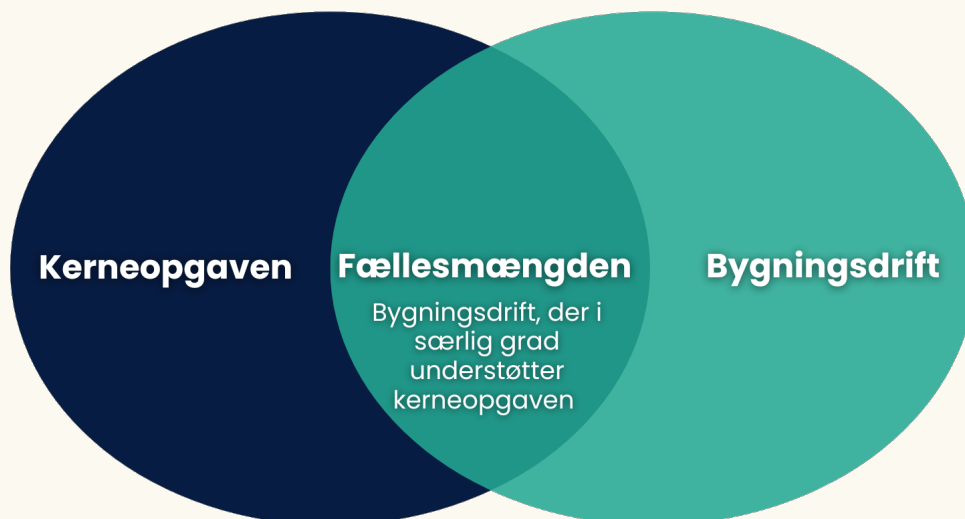 Kerneopgaven
Fællesmængden
Bygningsdrift, der i
særlig grad
understøtter
kerneopgaven
Bygningsdrift